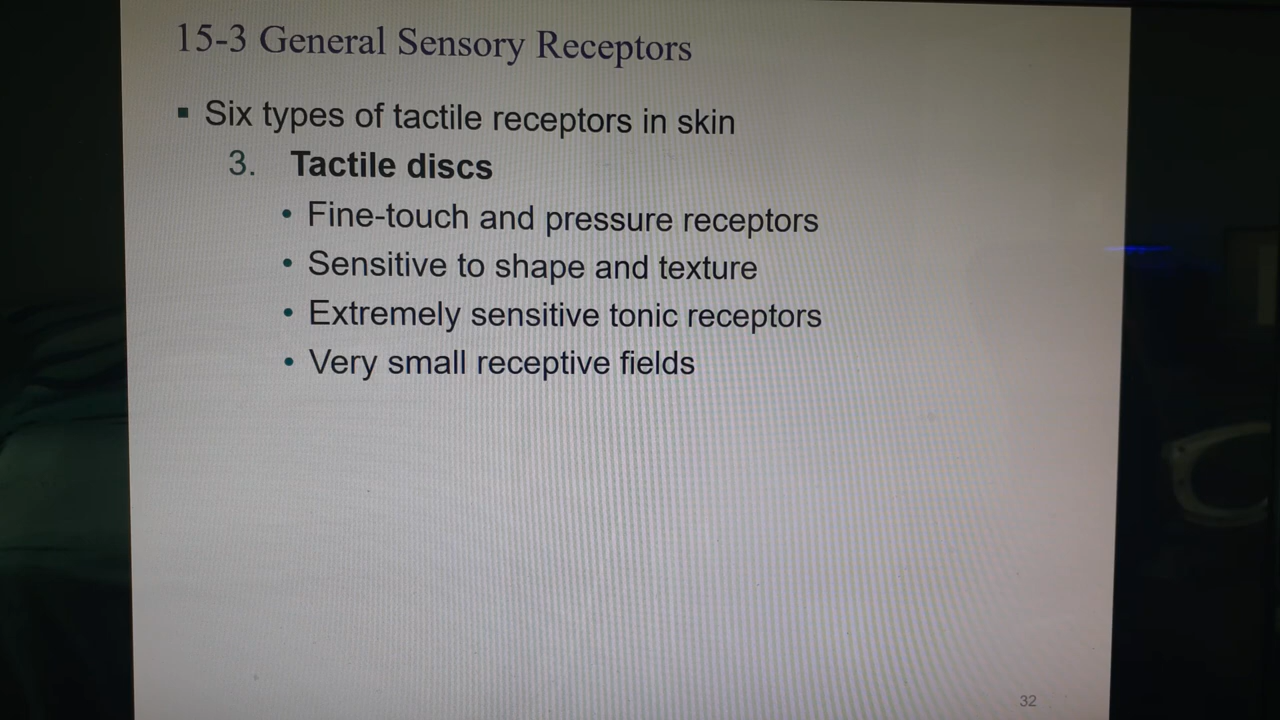 15-3 General Sensory Receptors
▪ Six types of tactile receptors in skin
3. Tactile discs
• Fine-touch and pressure receptors
• Sensitive to shape and texture
• Extremely sensitive tonic receptors
• Very small receptive fields
32